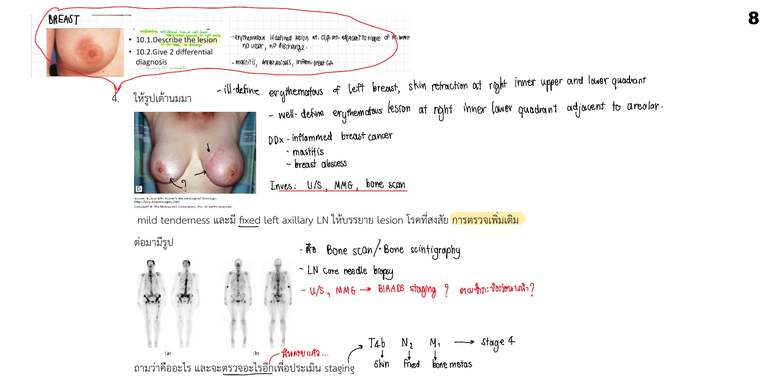 BREAST
8
• 10.1.Describe the lesion
• 10.2.Give 2 differential diagnosis
no ulcer, no discharge.
4. ให้รูปเต้านมมา
- ill-define erythematous of left breast, skin retraction at right inner upper and lower quadrant
- well-define erythematous lesion at right inner lower quadrant adjacent to areolar.
DDx - inflammed breast cancer
- mastitis
- breast abscess
Inves: U/S, MMG, bone scan
D
mild tenderness และมี fixed left axillary LN ให้บรรยาย lesion โรคที่สงสัย การตรวจเพิ่มเติม
ต่อมามีรูป
- คือ Bone scan / Bone scintigraphy
- LN core needle biopsy
- U/S, MMG → BIRADS staging ?
(a) (b)
ถามว่าคืออะไร และจะตรวจอะไรอีกเพื่อประเมิน staging
T4b N2 M1 → stage 4
skin fixed bone metas